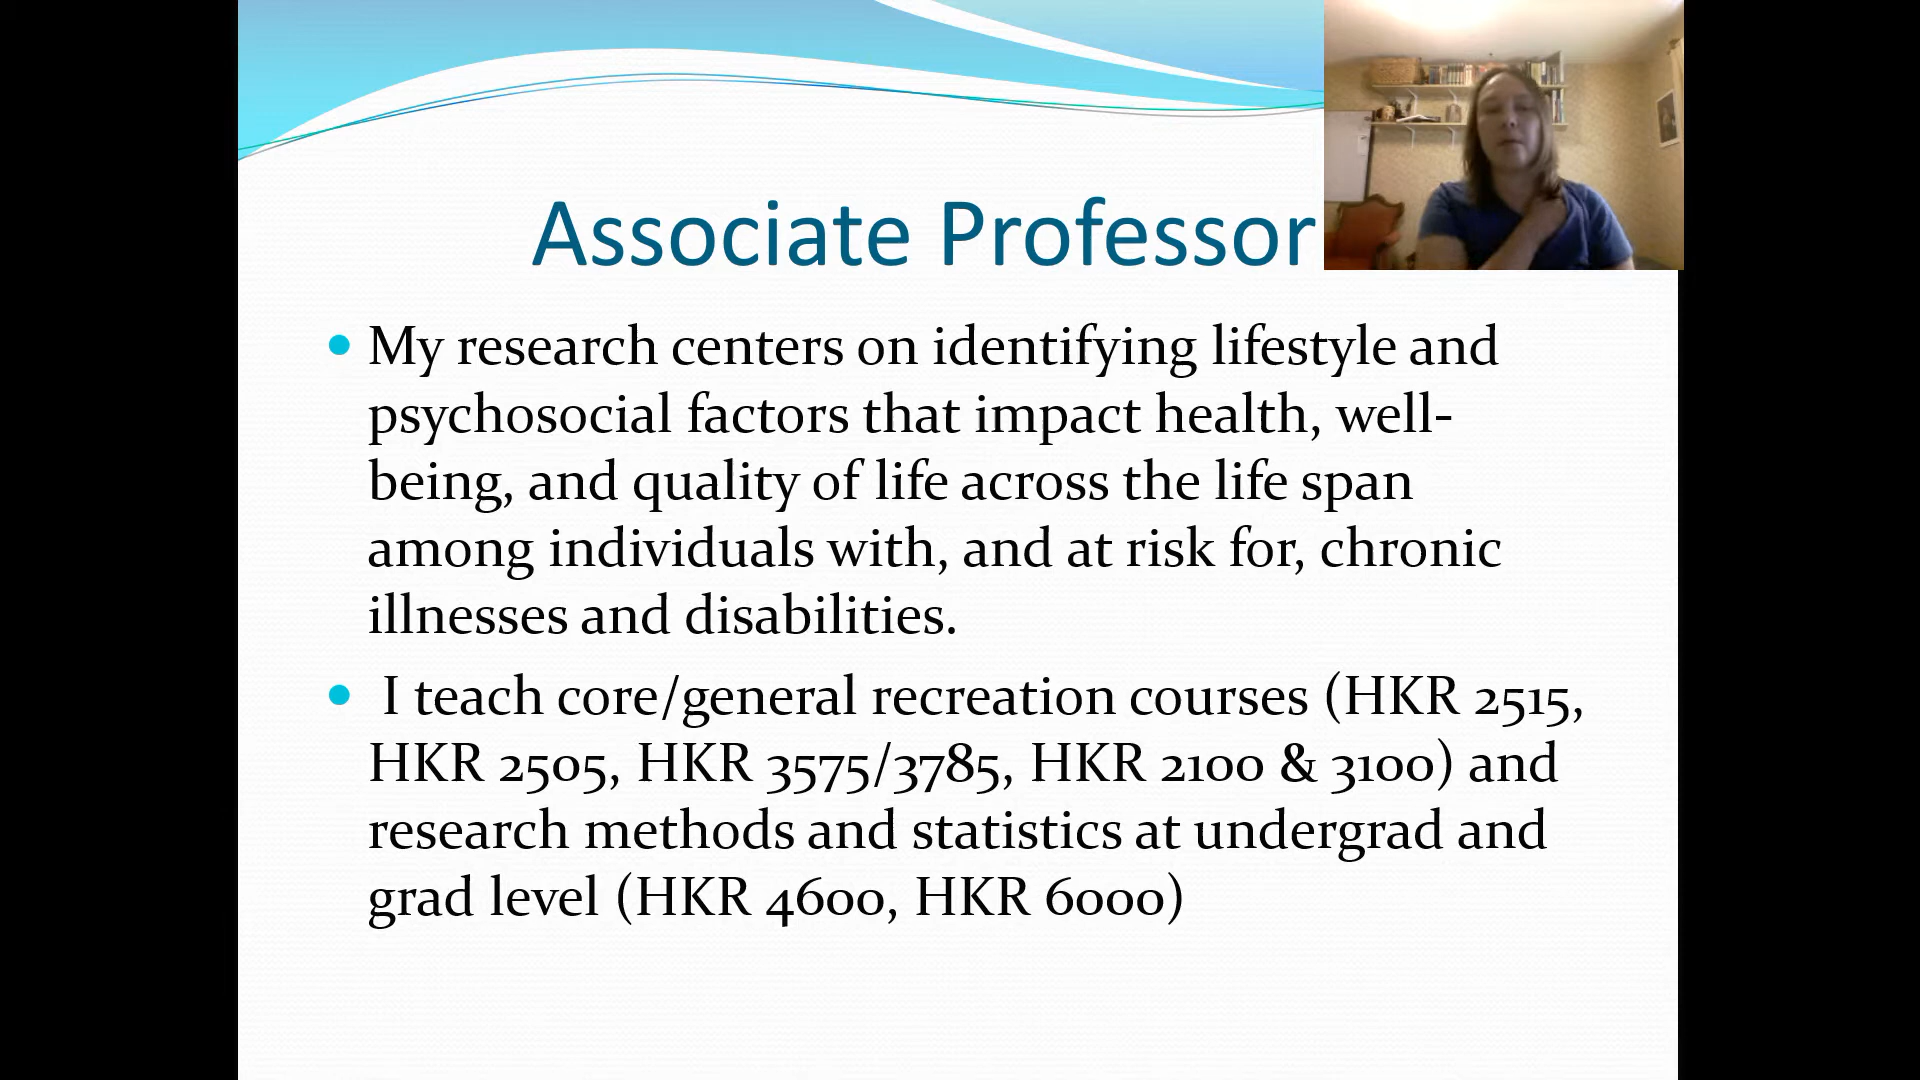 Associate Professor
• My research centers on identifying lifestyle and
psychosocial factors that impact health, well-
being, and quality of life across the life span
among individuals with, and at risk for, chronic
illnesses and disabilities.
• I teach core/general recreation courses (HKR 2515,
HKR 2505, HKR 3575/3785, HKR 2100 & 3100) and
research methods and statistics at undergrad and
grad level (HKR 4600, HKR 6000)